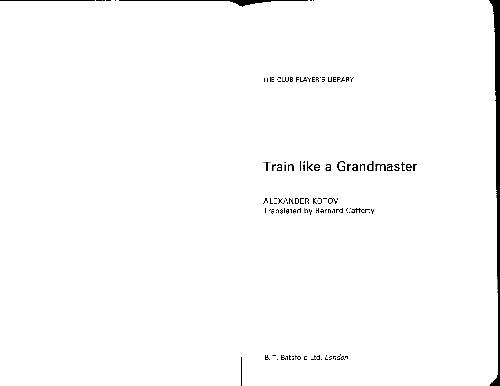 THE CLUB PLAYER'S LIBRARY
Train like a Grandmaster
ALEXANDER KOTOV
Translated by Bernard Cafferty
B. T. Batsford Ltd. London